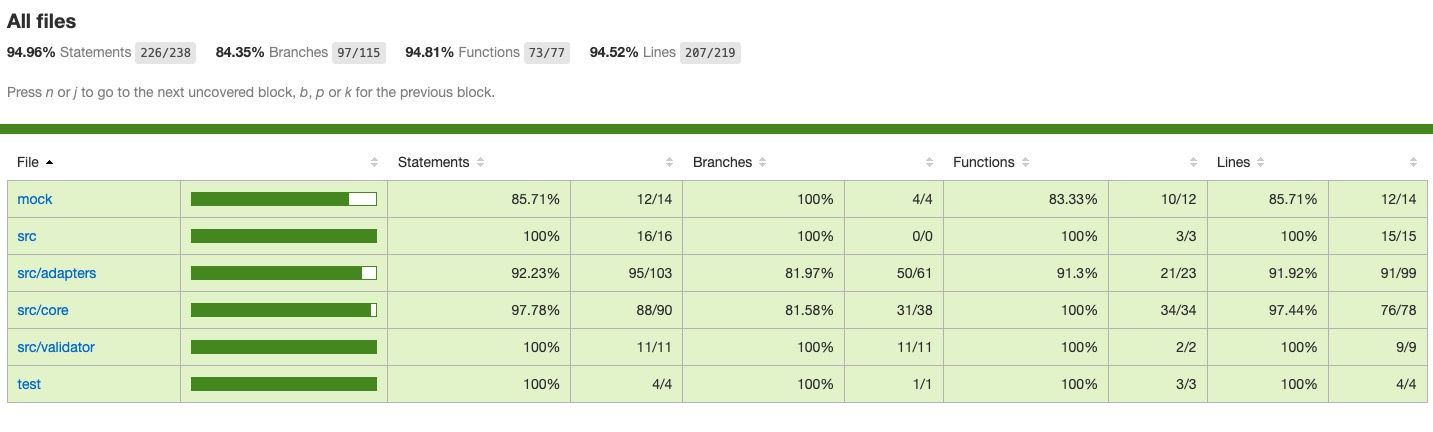 All files
94.96% Statements 226/238 84.35% Branches 97/115 94.81% Functions 73/77 94.52% Lines 207/219
Press n or j to go to the next uncovered block, b, p or k for the previous block.
File Statements Branches Functions Lines
mock 85.71% 12/14 100% 4/4 83.33% 10/12 85.71% 12/14
src 100% 16/16 100% 0/0 100% 3/3 100% 15/15
src/adapters 92.23% 95/103 81.97% 50/61 91.3% 21/23 91.92% 91/99
src/core 97.78% 88/90 81.58% 31/38 100% 34/34 97.44% 76/78
src/validator 100% 11/11 100% 11/11 100% 2/2 100% 9/9
test 100% 4/4 100% 1/1 100% 3/3 100% 4/4